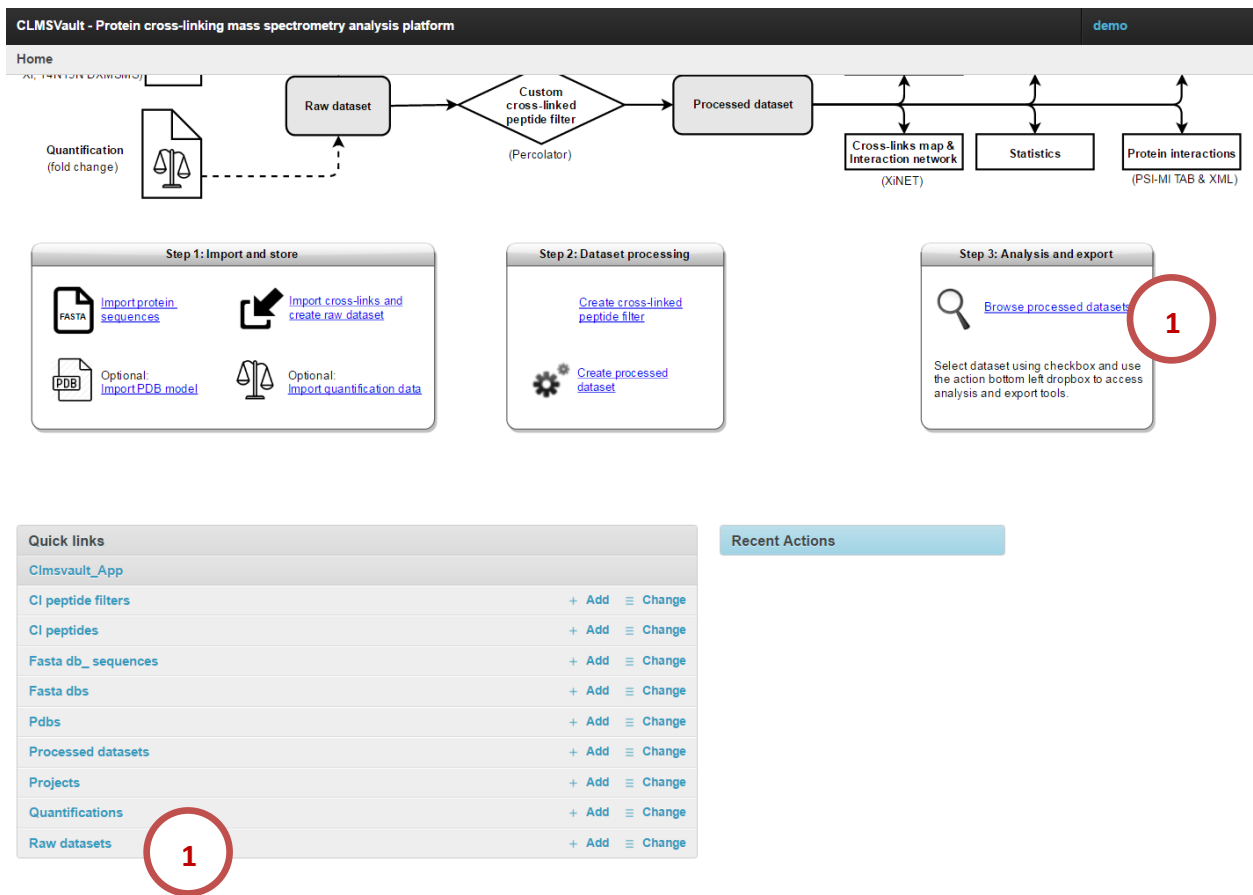 CLMSVault - Protein cross-linking mass spectrometry analysis platform
demo
Home
Raw dataset
Custom
cross-linked
peptide filter
(Percolator)
Processed dataset
Quantification
(fold change)
Cross-links map &
Interaction network
(XiNET)
Statistics
Protein interactions
(PSI-MI TAB & XML)
Step 1: Import and store
FASTA
Import protein
sequences
Import cross-links and
create raw dataset
PDB
Optional:
Import PDB model
Optional:
Import quantification data
Step 2: Dataset processing
Create cross-linked
peptide filter
Create processed
dataset
Step 3: Analysis and export
Browse processed datasets
1
Select dataset using checkbox and use
the action bottom left dropbox to access
analysis and export tools.
Quick links
Clmsvault_App
Cl peptide filters + Add Change
Cl peptides + Add Change
Fasta db_ sequences + Add Change
Fasta dbs + Add Change
Pdbs + Add Change
Processed datasets + Add Change
Projects + Add Change
Quantifications + Add Change
Raw datasets + Add Change
1
Recent Actions